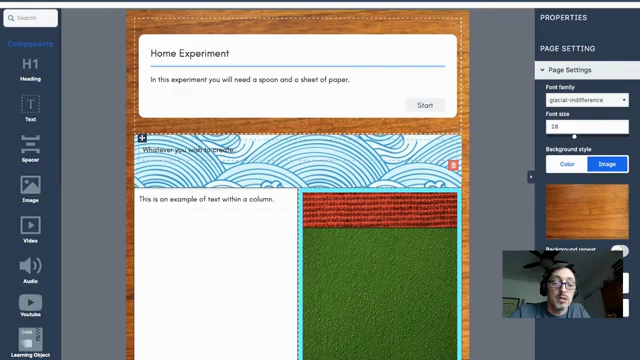 Search
Components
H1
Heading
T
Text
Spacer
Image
Video
Audio
Youtube
OAM
Learning Object
Home Experiment
In this experiment you will need a spoon and a sheet of paper.
Start
Whatever you wish to create.
This is an example of text within a column.
PROPERTIES
PAGE SETTING
Page Settings
Font family
glacial-indifference
Font size
20
Background style
Color
Image
Background repeat